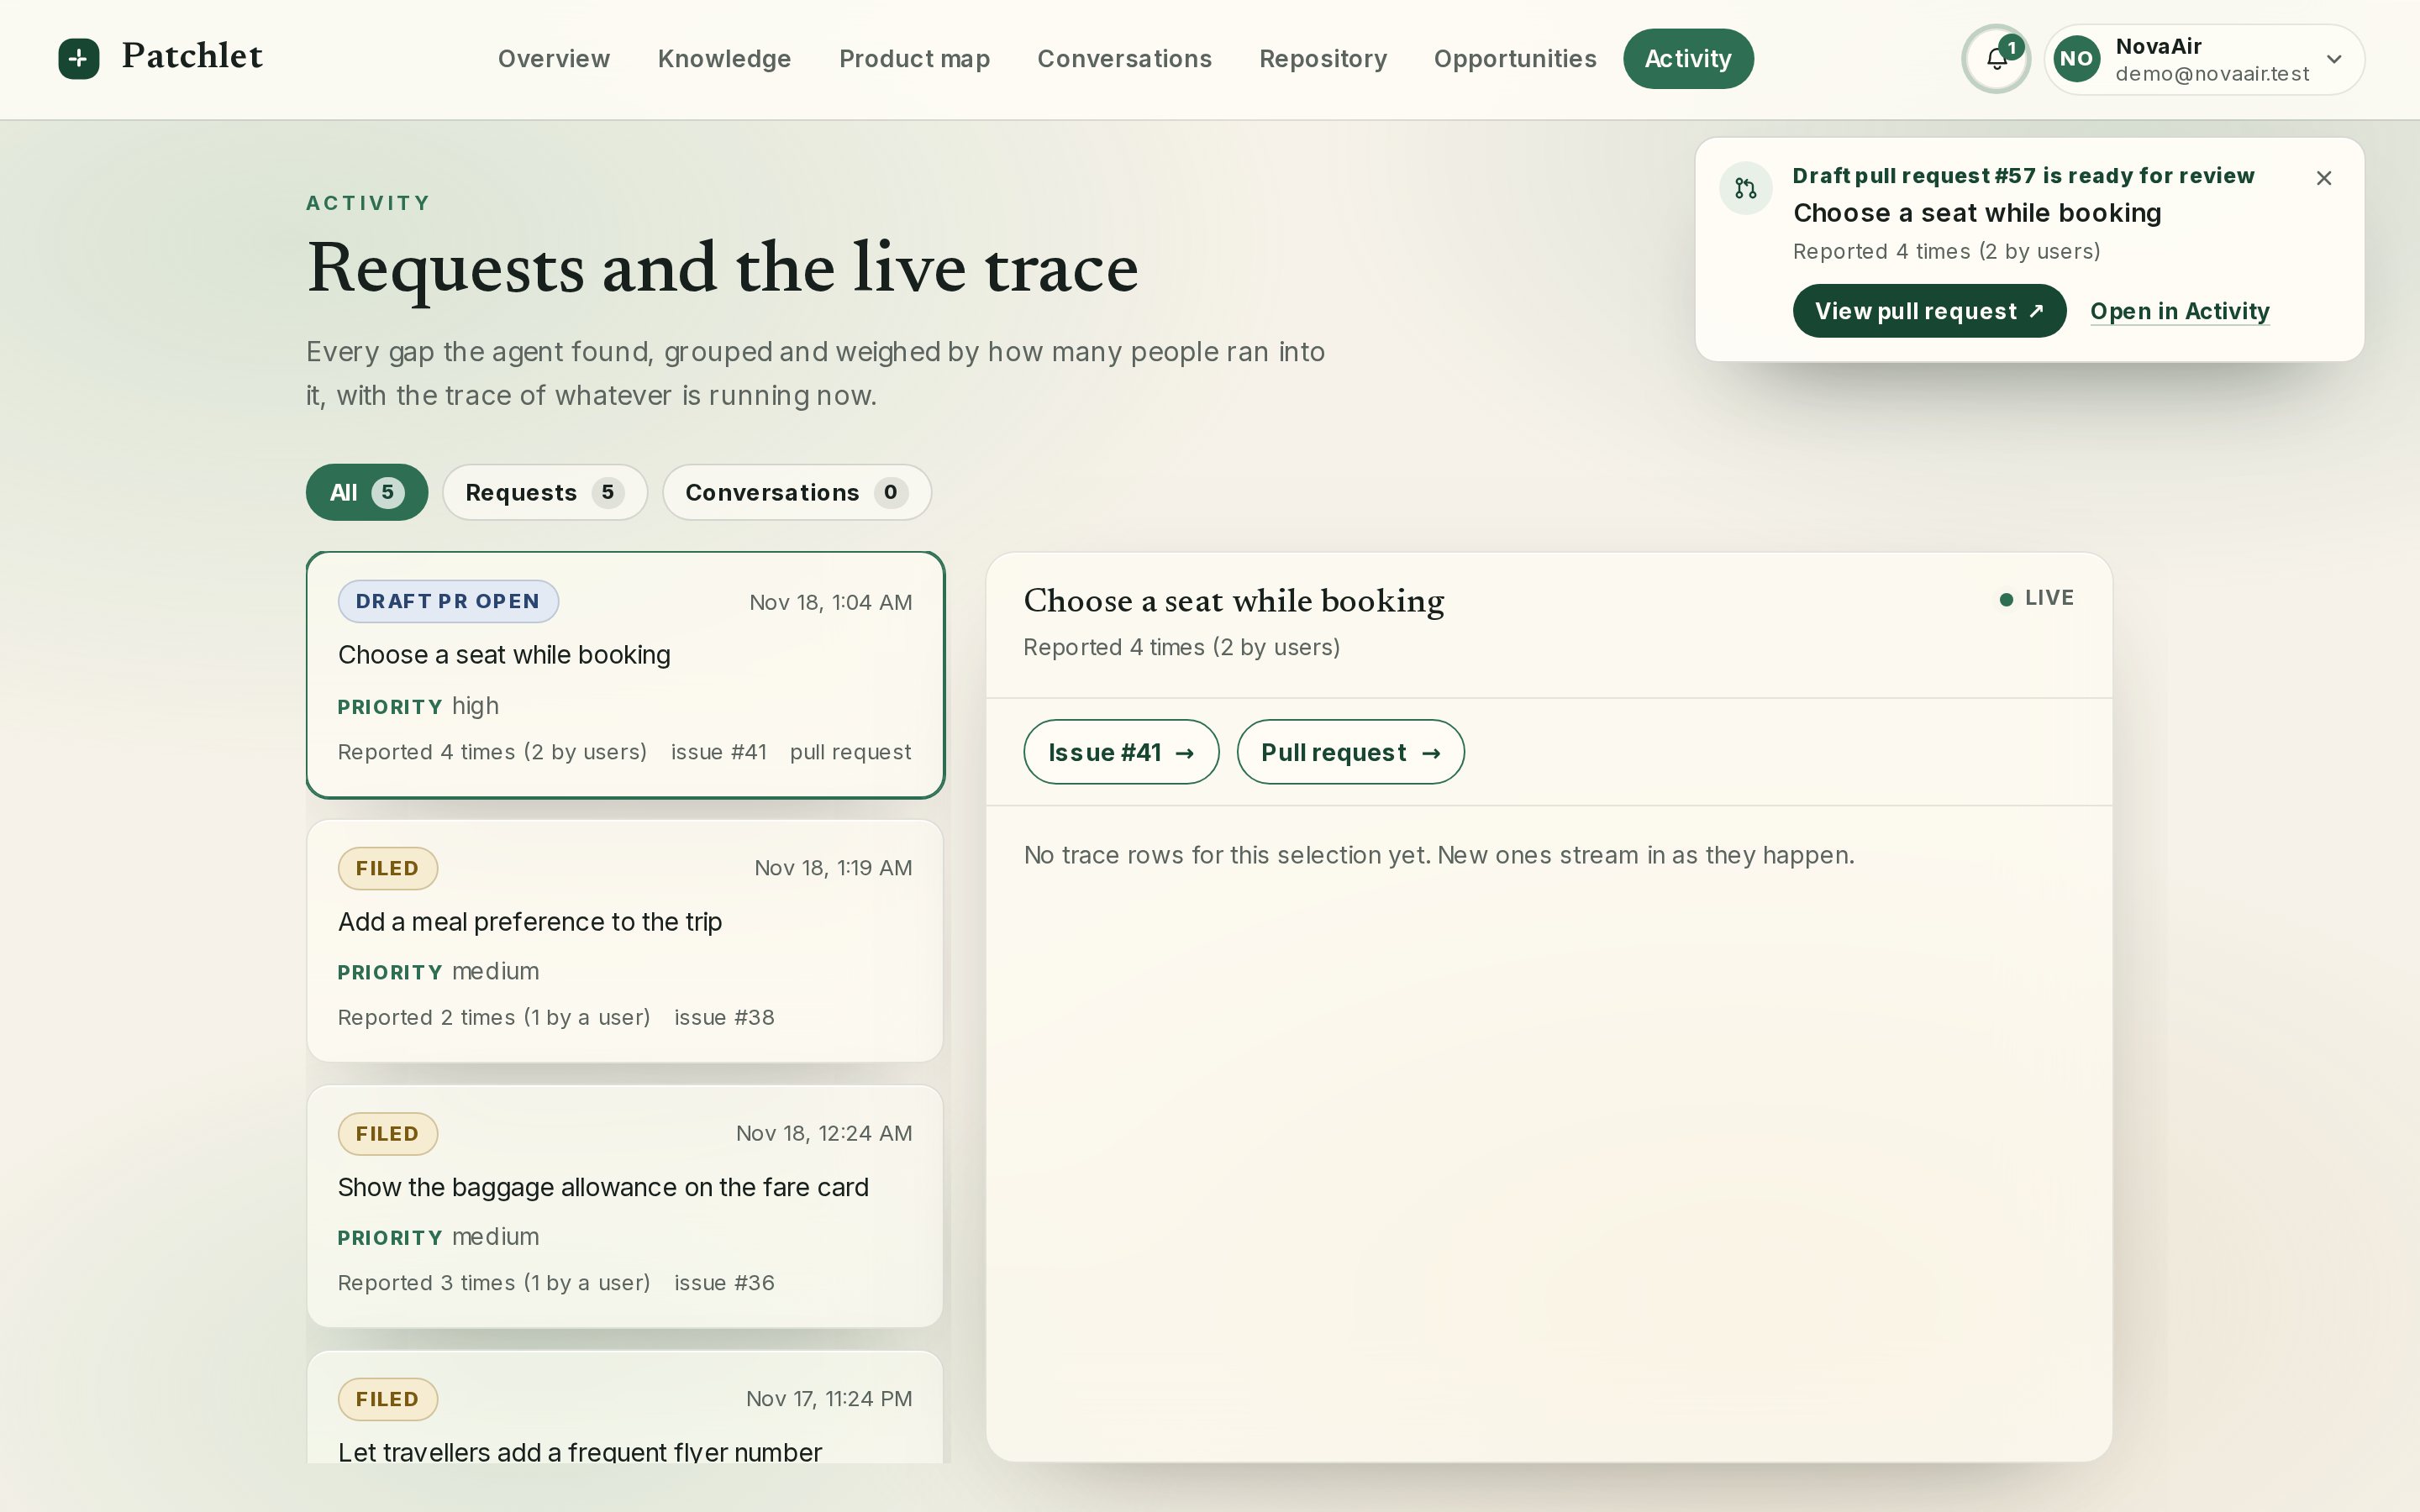 Patchlet
Overview
Knowledge
Product map
Conversations
Repository
Opportunities
Activity
1
NO
NovaAir
demo@novaair.test
Draft pull request #57 is ready for review
Choose a seat while booking
Reported 4 times (2 by users)
View pull request ↗
Open in Activity
ACTIVITY
Requests and the live trace
Every gap the agent found, grouped and weighed by how many people ran into
it, with the trace of whatever is running now.
All 5
Requests 5
Conversations 0
DRAFT PR OPEN
Nov 18, 1:04 AM
Choose a seat while booking
PRIORITY high
Reported 4 times (2 by users) issue #41 pull request
FILED
Nov 18, 1:19 AM
Add a meal preference to the trip
PRIORITY medium
Reported 2 times (1 by a user) issue #38
FILED
Nov 18, 12:24 AM
Show the baggage allowance on the fare card
PRIORITY medium
Reported 3 times (1 by a user) issue #36
FILED
Nov 17, 11:24 PM
Let travellers add a frequent flyer number
Choose a seat while booking
LIVE
Reported 4 times (2 by users)
Issue #41 →
Pull request →
No trace rows for this selection yet. New ones stream in as they happen.